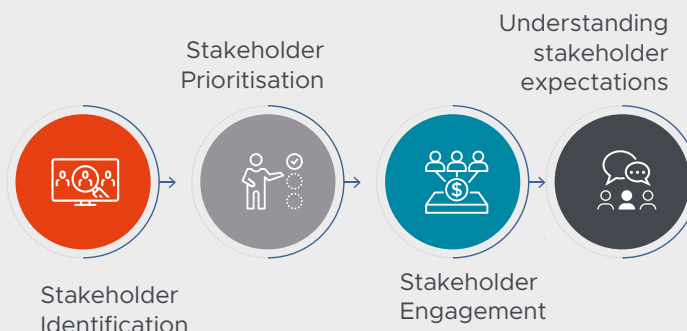 Stakeholder
Identification
Stakeholder
Prioritisation
Stakeholder
Engagement
Understanding
stakeholder
expectations